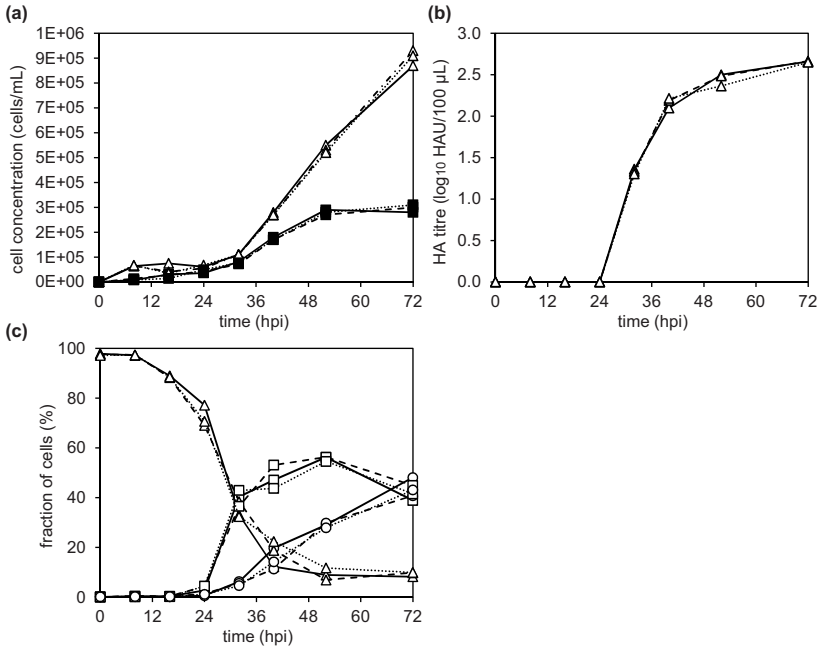 (a)
cell concentration (cells/mL)
1E+06
9E+05
8E+05
7E+05
6E+05
5E+05
4E+05
3E+05
2E+05
1E+05
0E+00
0 12 24 36 48 60 72
time (hpi)
(b)
HA titre (log₁₀ HAU/100 µL)
3.0
2.5
2.0
1.5
1.0
0.5
0.0
0 12 24 36 48 60 72
time (hpi)
(c)
fraction of cells (%)
100
80
60
40
20
0
0 12 24 36 48 60 72
time (hpi)